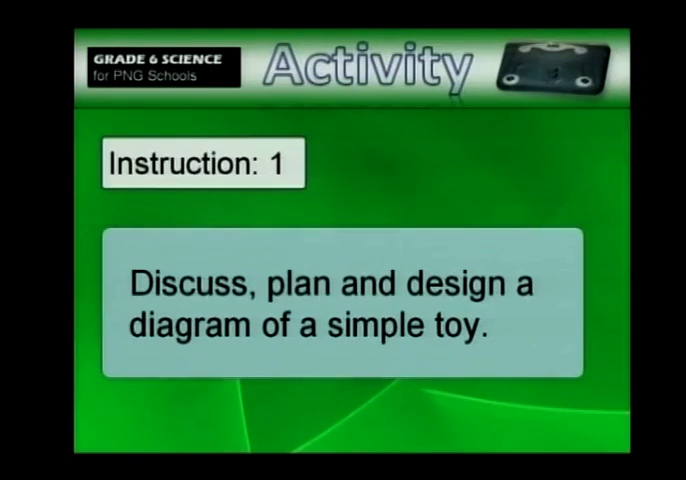 GRADE 6 SCIENCE
for PNG Schools
Activity
Instruction: 1
Discuss, plan and design a
diagram of a simple toy.